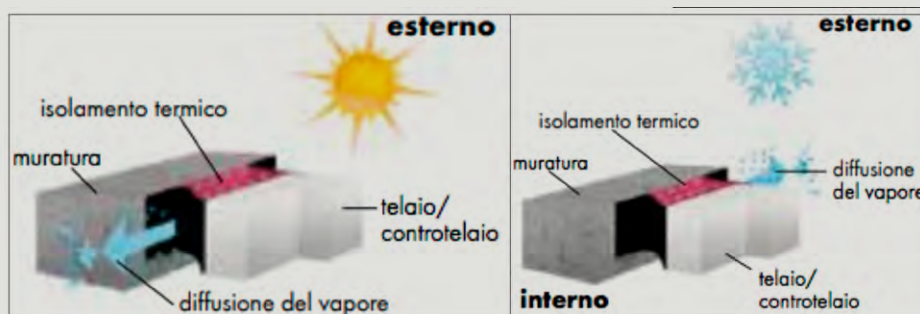 esterno
isolamento termico
muratura
telaio/
controtelaio
diffusione del vapore
esterno
isolamento termico
muratura
diffusione
del vapore
telaio/
controtelaio
interno